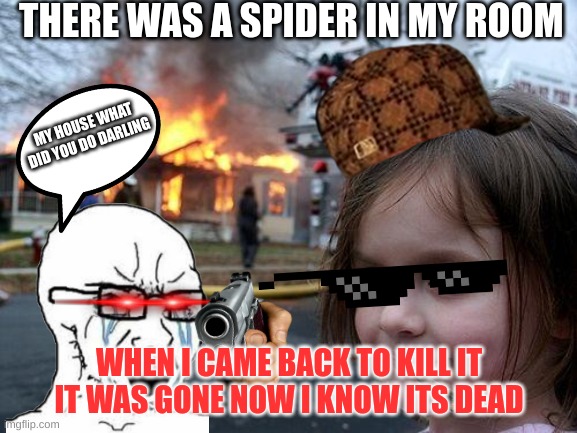 THERE WAS A SPIDER IN MY ROOM
MY HOUSE WHAT
DID YOU DO DARLING
WHEN I CAME BACK TO KILL IT
IT WAS GONE NOW I KNOW ITS DEAD
imgflip.com